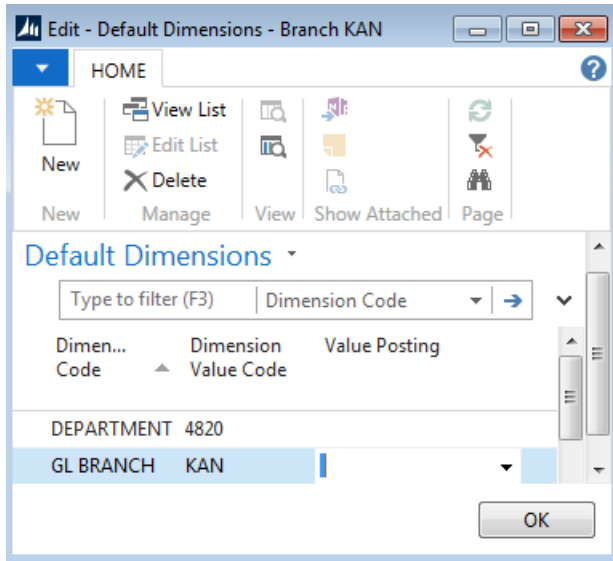 Edit - Default Dimensions - Branch KAN
HOME
?
New
View List
Edit List
Delete
New
Manage
View
Show Attached
Page
Default Dimensions
Type to filter (F3)
Dimension Code
Dimen... Code
Dimension Value Code
Value Posting
DEPARTMENT 4820
GL BRANCH KAN
OK